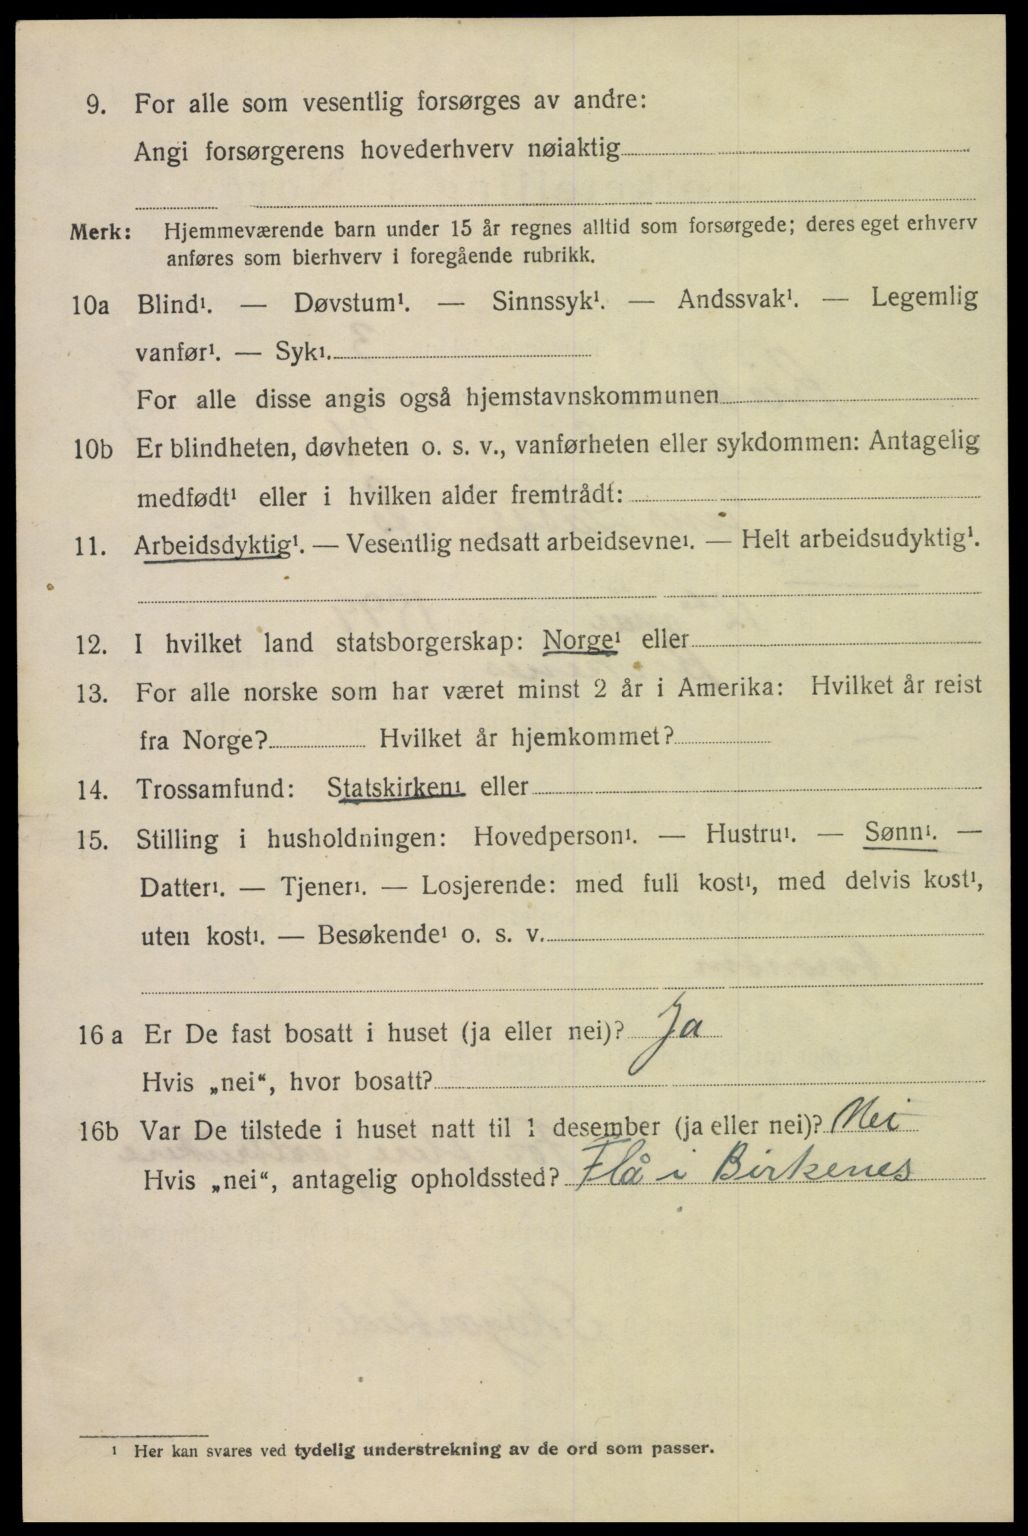 9. For alle som vesentlig forsørges av andre:
Angi forsørgerens hovederhverv nøiaktig
Merk: Hjemmeværende barn under 15 år regnes alltid som forsørgede; deres eget erhverv
anføres som bierhverv i foregående rubrikk.
10a Blind¹. — Døvstum¹. — Sinnssyk¹. — Andssvak¹. — Legemlig
vanfør¹. — Syk¹.
For alle disse angis også hjemstavnskommunen
10b Er blindheten, døvheten o. s. v., vanførheten eller sykdommen: Antagelig
medfødt¹ eller i hvilken alder fremtrådt:
11. Arbeidsdyktig¹. — Vesentlig nedsatt arbeidsevne¹. — Helt arbeidsudyktig¹.
12. I hvilket land statsborgerskap: Norge¹ eller
13. For alle norske som har været minst 2 år i Amerika: Hvilket år reist
fra Norge? Hvilket år hjemkommet?
14. Trossamfund: Statskirken¹ eller
15. Stilling i husholdningen: Hovedperson¹. — Hustru¹. — Sønn¹. —
Datter¹. — Tjener¹. — Losjerende: med full kost¹, med delvis kost¹,
uten kost¹. — Besøkende¹ o. s. v.
16 a Er De fast bosatt i huset (ja eller nei)? Ja
Hvis „nei“, hvor bosatt?
16b Var De tilstede i huset natt til 1 desember (ja eller nei)? Nei
Hvis „nei“, antagelig opholdssted? Flå i Birkenes
¹ Her kan svares ved tydelig understrekning av de ord som passer.